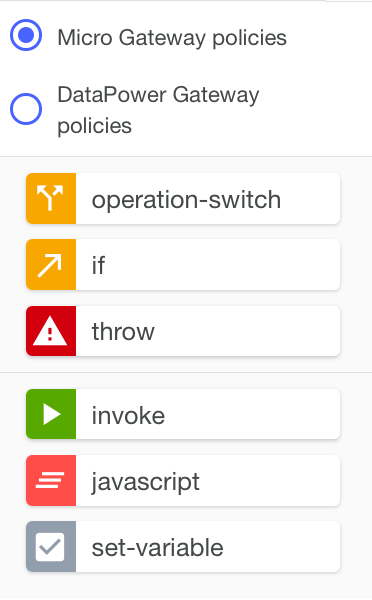 Micro Gateway policies
DataPower Gateway
policies
operation-switch
if
throw
invoke
javascript
set-variable